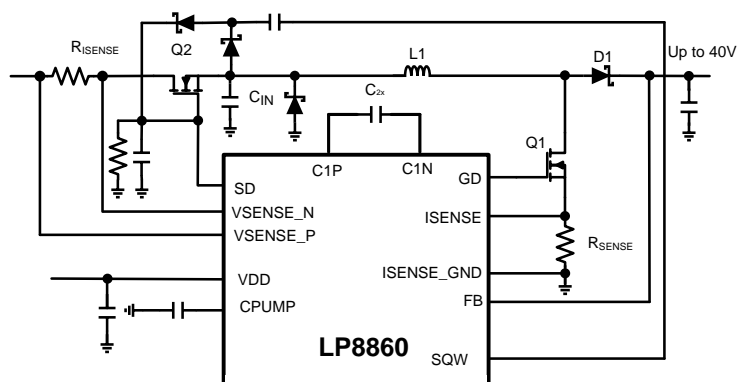 RISENSE
Q2
L1
D1
Up to 40V
CIN
C2x
Q1
C1P
C1N
SD
GD
VSENSE_N
ISENSE
VSENSE_P
RSENSE
VDD
ISENSE_GND
CPUMP
FB
LP8860
SQW